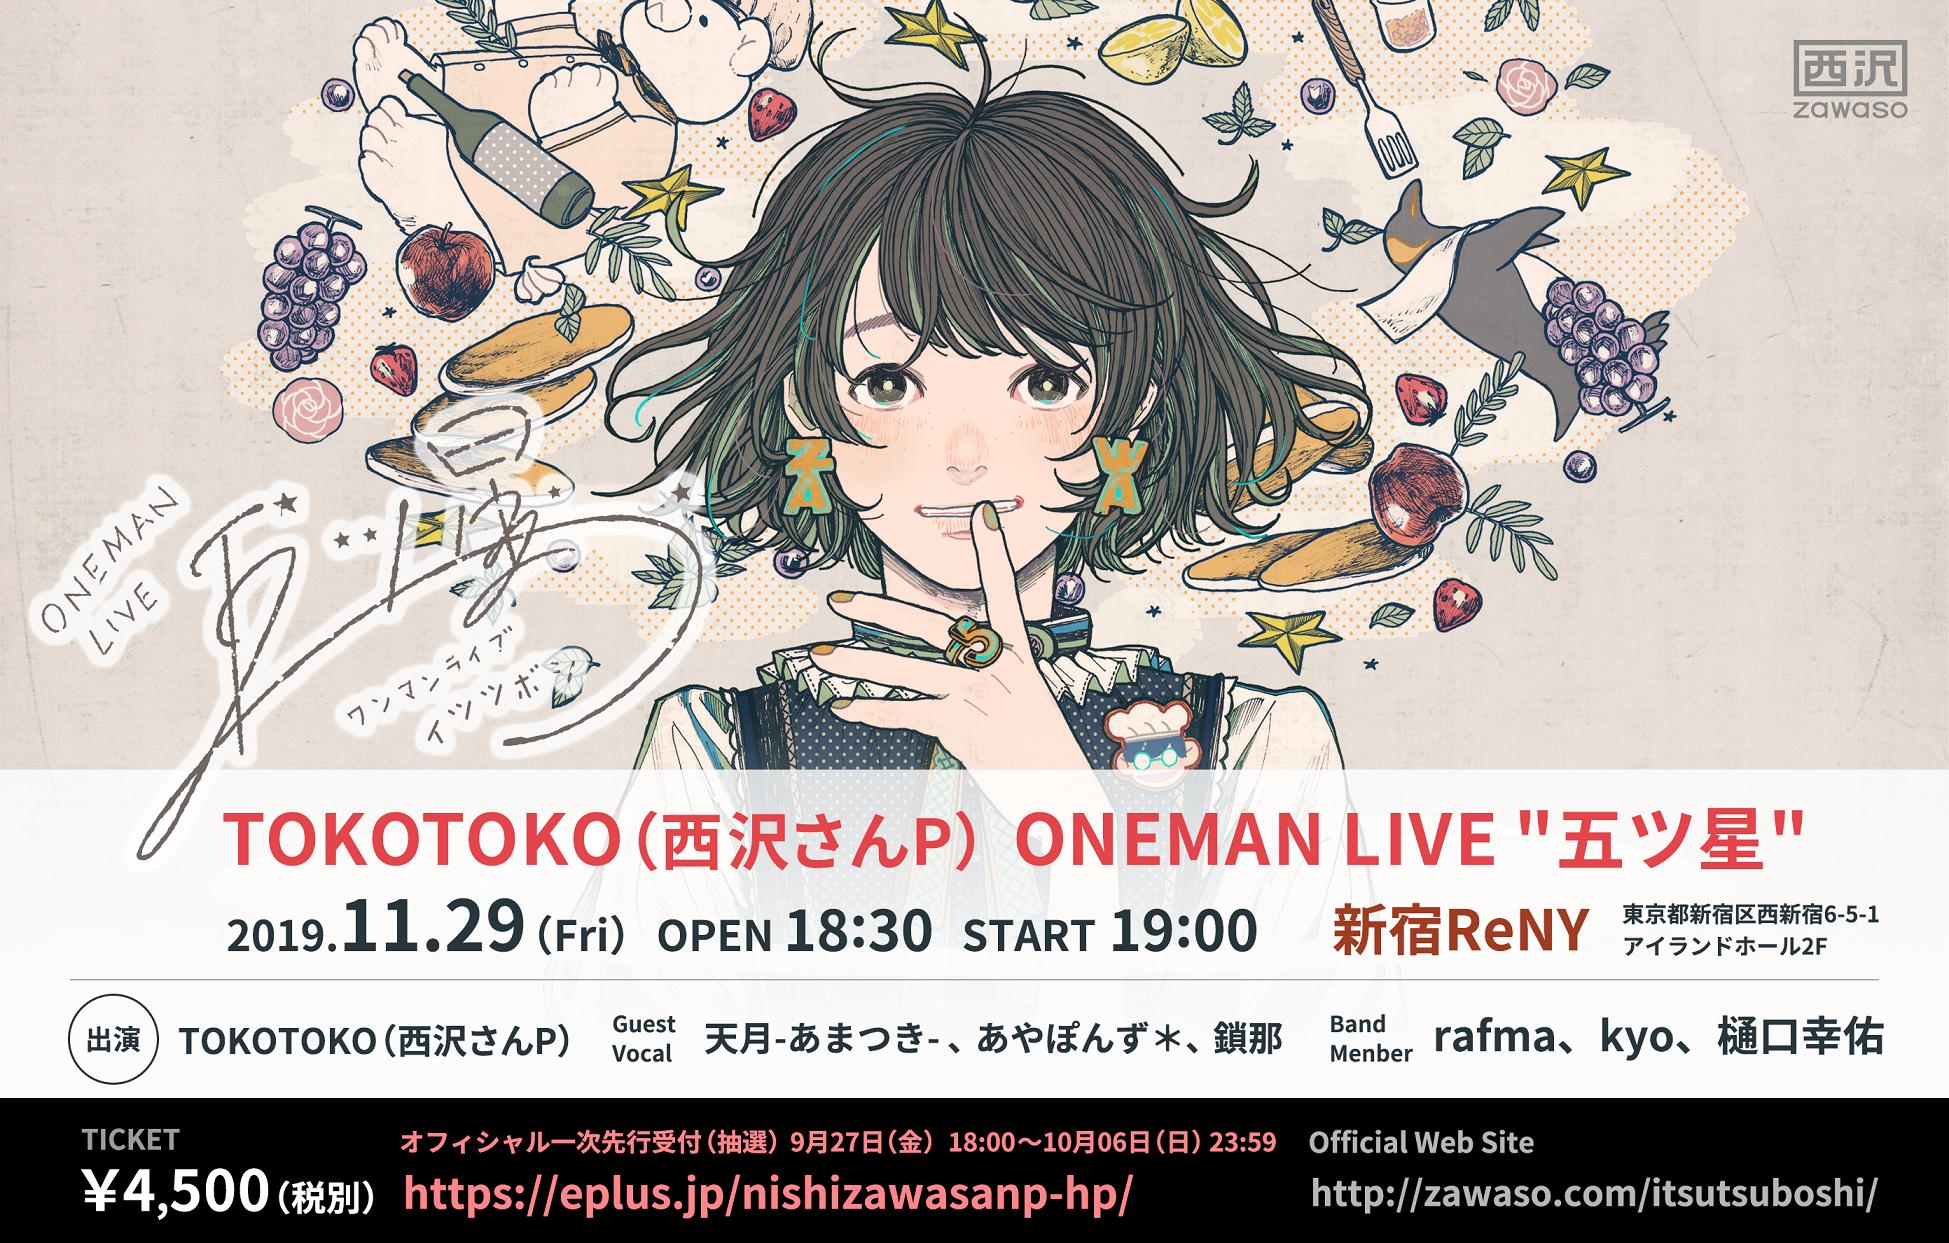 西沢
zawaso
ZA
WA
5
ONEMAN
LIVE
五ツ星
ワンマンライブ
イツツボシ
TOKOTOKO（西沢さんP） ONEMAN LIVE "五ツ星"
2019.11.29（Fri） OPEN 18:30 START 19:00 新宿ReNY
東京都新宿区西新宿6-5-1
アイランドホール2F
出演 TOKOTOKO（西沢さんP） Guest Vocal 天月-あまつき-、あやぽんず＊、鎖那 Band Menber rafma、kyo、樋口幸佑
TICKET
¥4,500（税別）
オフィシャル一次先行受付（抽選） 9月27日（金） 18:00〜10月06日（日）23:59
https://eplus.jp/nishizawasanp-hp/
Official Web Site
http://zawaso.com/itsutsuboshi/